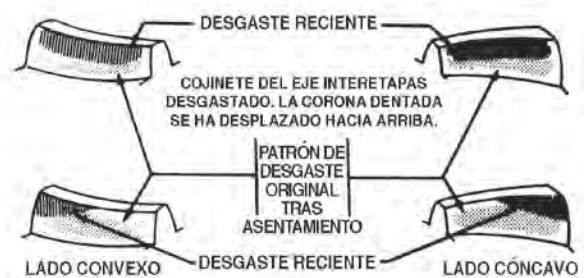 DESGASTE RECIENTE
COJINETE DEL EJE INTERETAPAS
DESGASTADO. LA CORONA DENTADA
SE HA DESPLAZADO HACIA ARRIBA.
PATRÓN DE
DESGASTE
ORIGINAL
TRAS
ASENTAMIENTO
LADO CONVEXO
DESGASTE RECIENTE
LADO CÓNCAVO